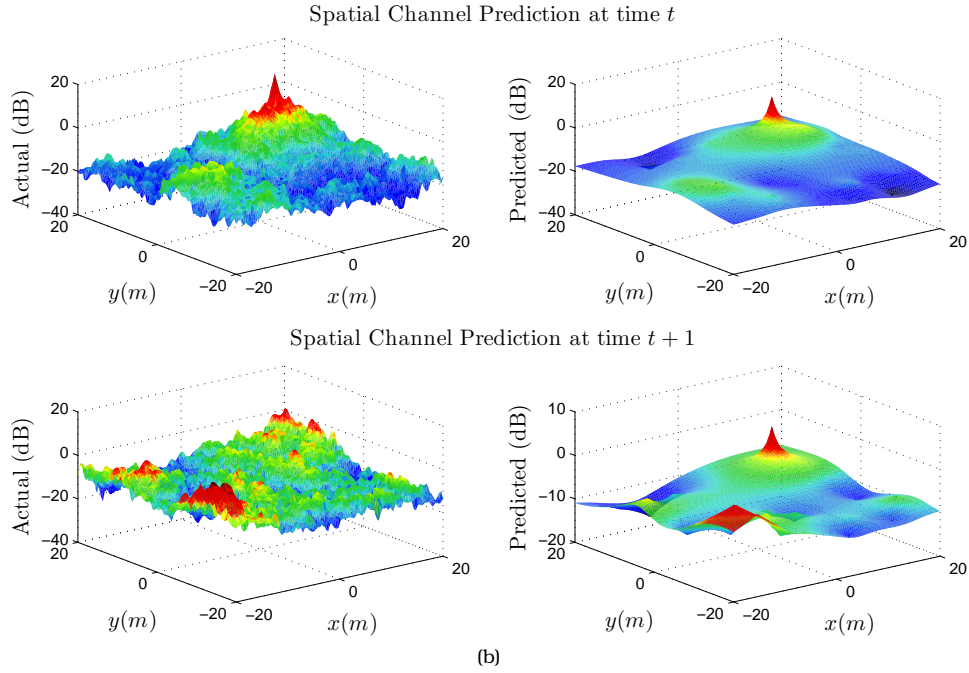 Spatial Channel Prediction at time t
20
0
−20
−40
Actual (dB)
20
0
−20
y(m)
−20
0
20
x(m)
20
0
−20
−40
Predicted (dB)
20
0
−20
y(m)
−20
0
20
x(m)
Spatial Channel Prediction at time t + 1
20
0
−20
−40
Actual (dB)
20
0
−20
y(m)
−20
0
20
x(m)
10
0
−10
−20
Predicted (dB)
20
0
−20
y(m)
−20
0
20
x(m)
(b)